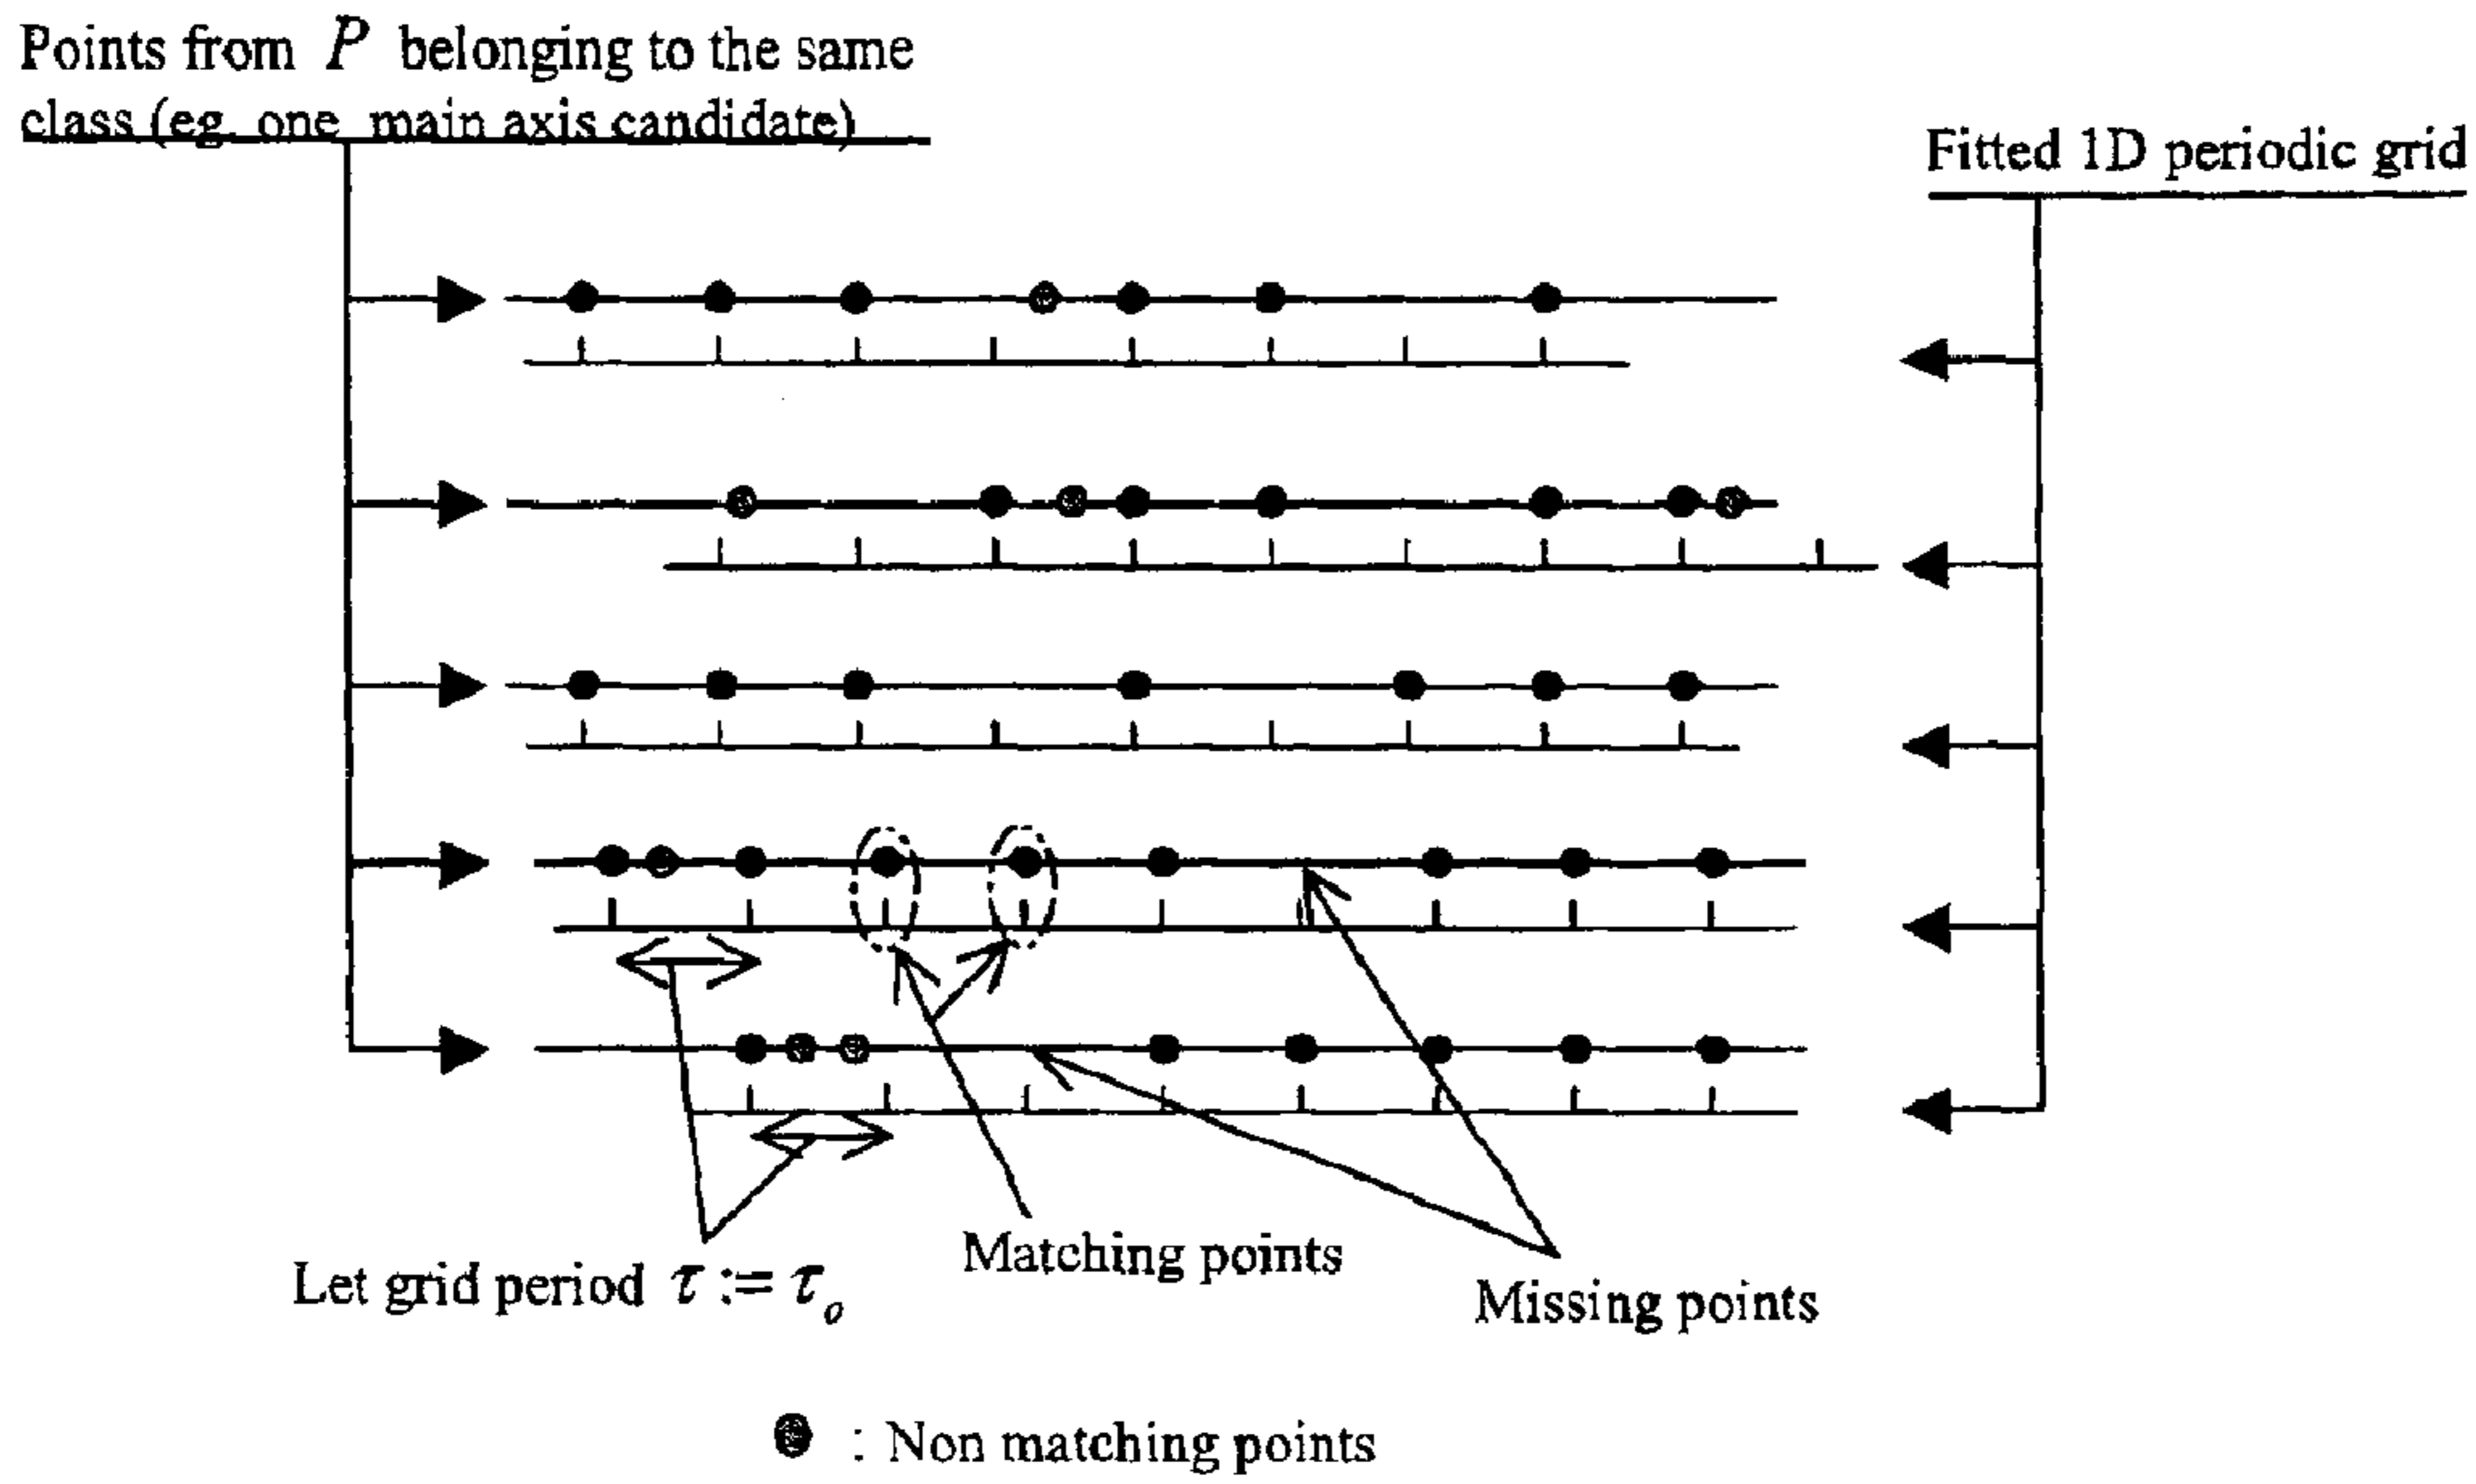 Points from P belonging to the same
class (eg. one main axis candidate)
Fitted 1D periodic grid
Let grid period τ := τ₀
Matching points
Missing points
: Non matching points